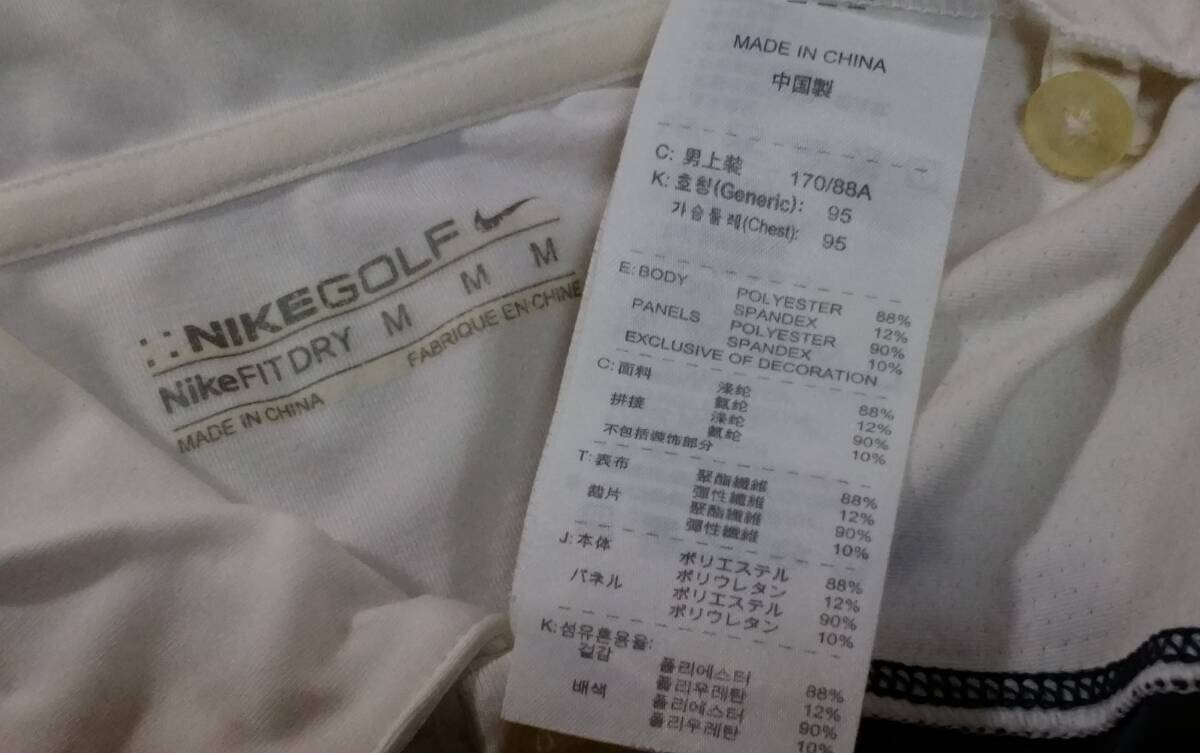 NIKEGOLF
NikeFIT DRY M M M
MADE IN CHINA FABRIQUE EN CHINE
MADE IN CHINA
中国製
C: 男上装 170/88A
K: 호칭(Generic): 95
가슴둘레(Chest): 95
E: BODY POLYESTER 88%
SPANDEX 12%
PANELS POLYESTER 90%
SPANDEX 10%
EXCLUSIVE OF DECORATION
C: 面料 涤纶 88%
氨纶 12%
拼接 涤纶 90%
氨纶 10%
不包括装饰部分
T: 表布 聚酯纖維 88%
彈性纖維 12%
裁片 聚酯纖維 90%
彈性纖維 10%
J: 本体 ポリエステル 88%
ポリウレタン 12%
パネル ポリエステル 90%
ポリウレタン 10%
K: 섬유혼용율:
겉감 폴리에스터 88%
폴리우레탄 12%
배색 폴리에스터 90%
폴리우레탄 10%